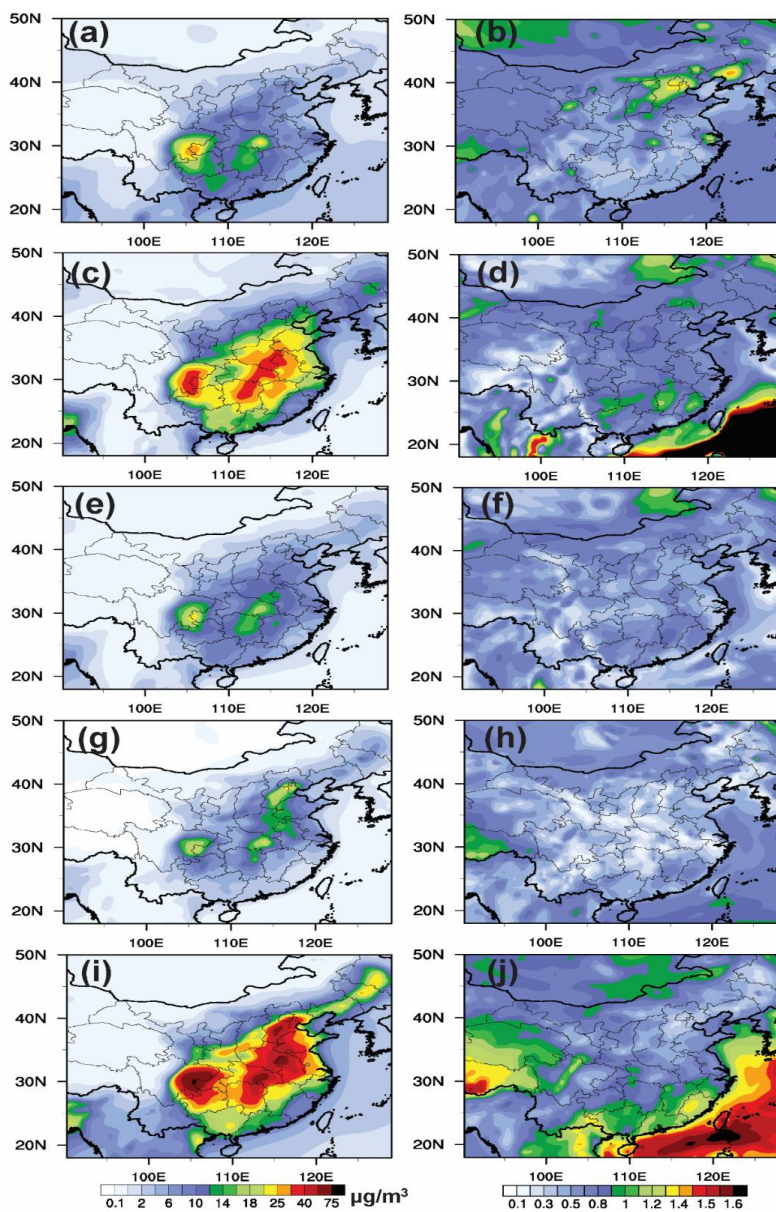 (a) (b)
50N 50N
40N 40N
30N 30N
20N 20N
100E 110E 120E 100E 110E 120E
(c) (d)
50N 50N
40N 40N
30N 30N
20N 20N
100E 110E 120E 100E 110E 120E
(e) (f)
50N 50N
40N 40N
30N 30N
20N 20N
100E 110E 120E 100E 110E 120E
(g) (h)
50N 50N
40N 40N
30N 30N
20N 20N
100E 110E 120E 100E 110E 120E
(i) (j)
50N 50N
40N 40N
30N 30N
20N 20N
100E 110E 120E 100E 110E 120E
0.1 2 6 10 14 18 25 40 75 µg/m³ 0.1 0.3 0.5 0.8 1 1.2 1.4 1.5 1.6